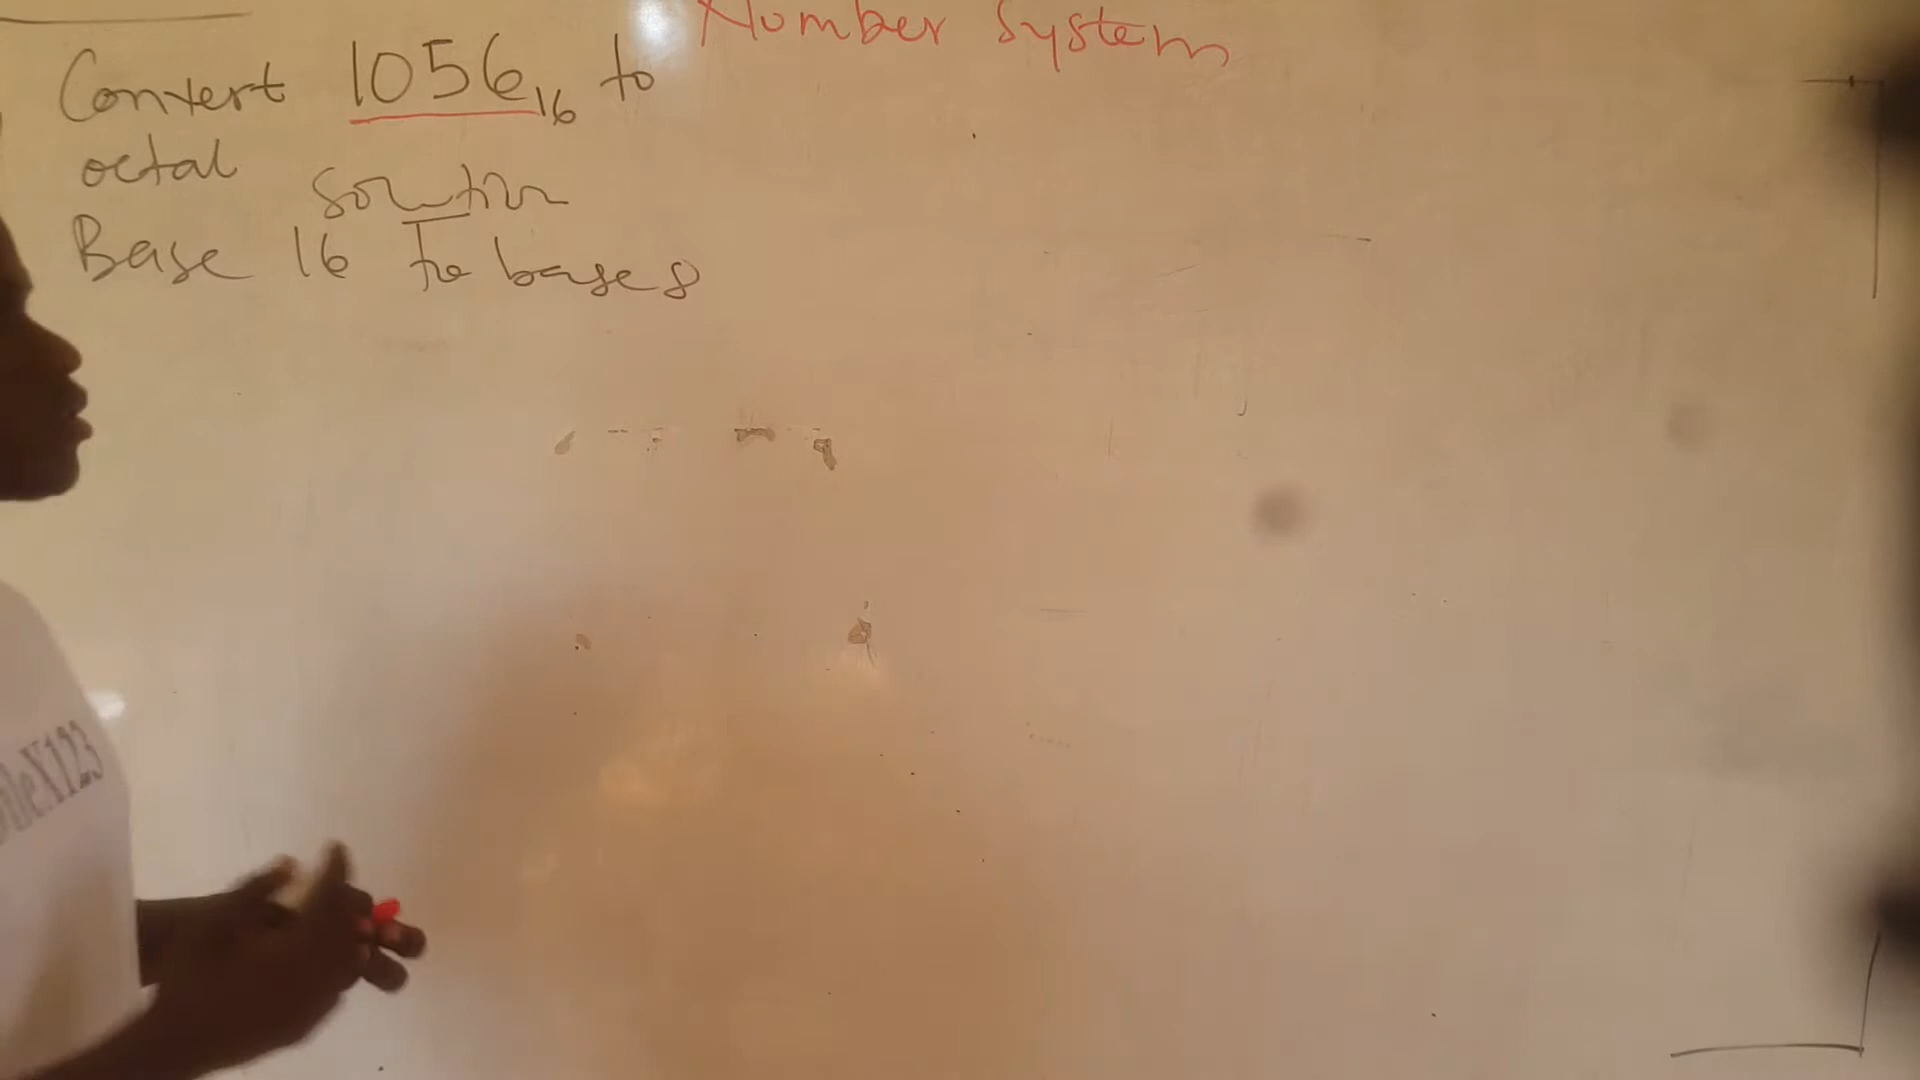 Number System
Convert 1056₁₆ to
octal
Solution
Base 16 to base 8